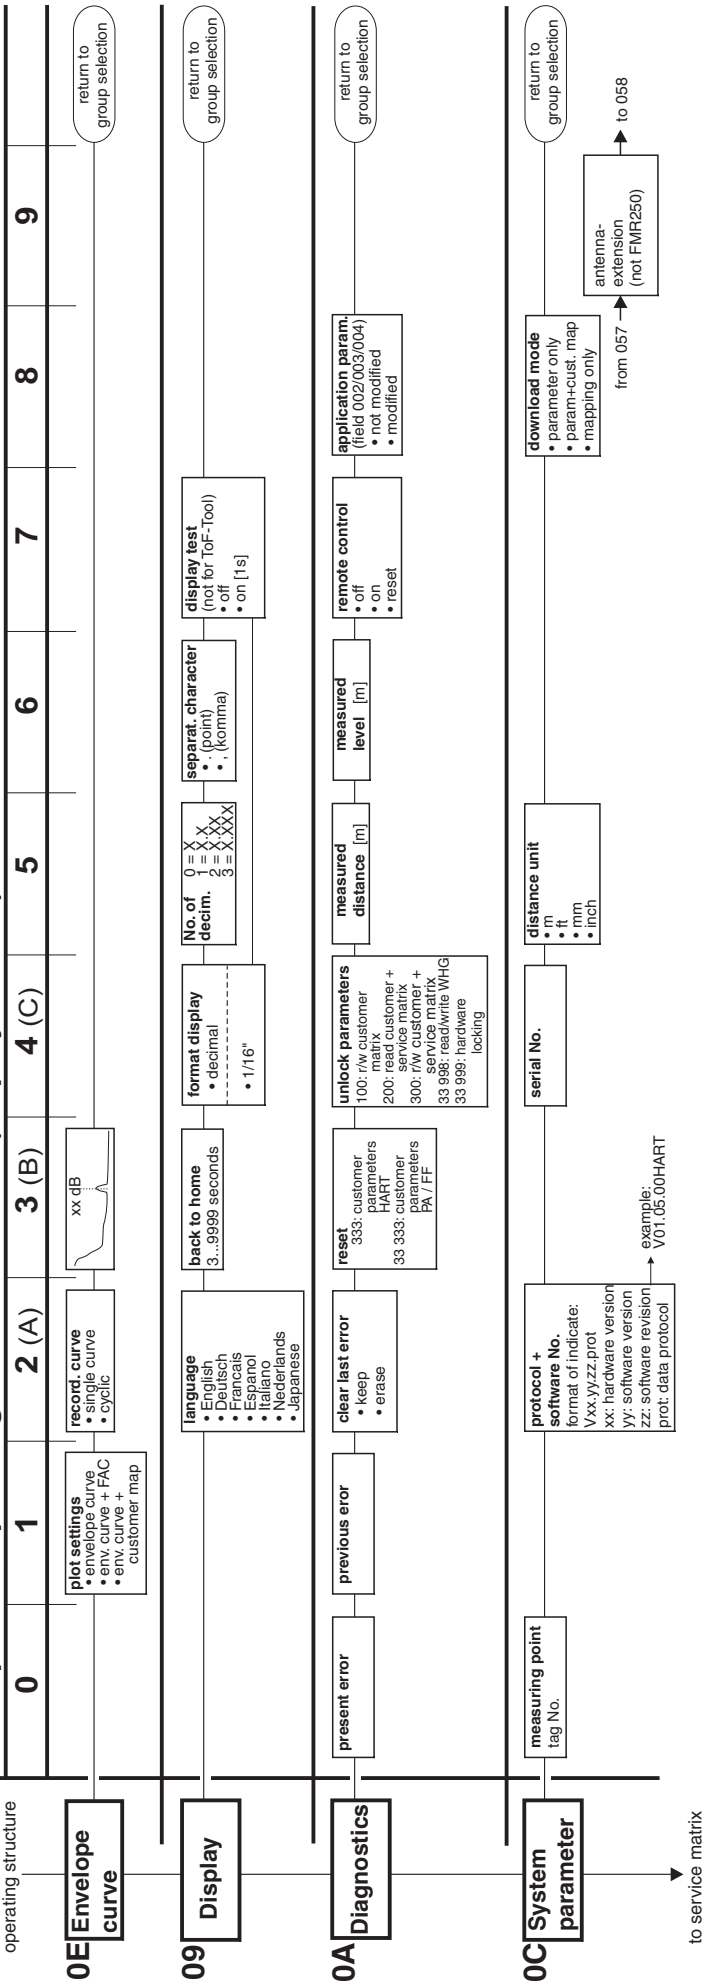 operating structure
0
1
2 (A)
3 (B)
4 (C)
5
6
7
8
9
0E Envelope
curve
plot settings
• envelope curve
• env. curve + FAC
• env. curve +
customer map
record. curve
• single curve
• cyclic
xx dB
return to
group selection
09 Display
language
• English
• Deutsch
• Francais
• Espanol
• Italiano
• Nederlands
• Japanese
back to home
3...9999 seconds
format display
• decimal
• 1/16"
No. of
decim.
0 = X
1 = X.X
2 = X.XX
3 = X.XXX
separat. character
• . (point)
• , (komma)
display test
(not for ToF-Tool)
• off
• on [1s]
return to
group selection
0A Diagnostics
present error
previous eror
clear last error
• keep
• erase
reset
333: customer
parameters
HART
33 333: customer
parameters
PA / FF
unlock parameters
100: r/w customer
matrix
200: read customer +
service matrix
300: r/w customer +
service matrix
33 998: read/write WHG
33 999: hardware
locking
measured
distance [m]
measured
level [m]
remote control
• off
• on
• reset
application param.
(field 002/003/004)
• not modified
• modified
return to
group selection
0C System
parameter
measuring point
tag No.
protocol +
software No.
format of indicate:
Vxx.yy.zz.prot
xx: hardware version
yy: software version
zz: software revision
prot: data protocol
example:
V01.05.00HART
serial No.
distance unit
• m
• ft
• mm
• inch
download mode
• parameter only
• param+cust. map
• mapping only
from 057
antenna-
extension
(not FMR250)
to 058
return to
group selection
to service matrix